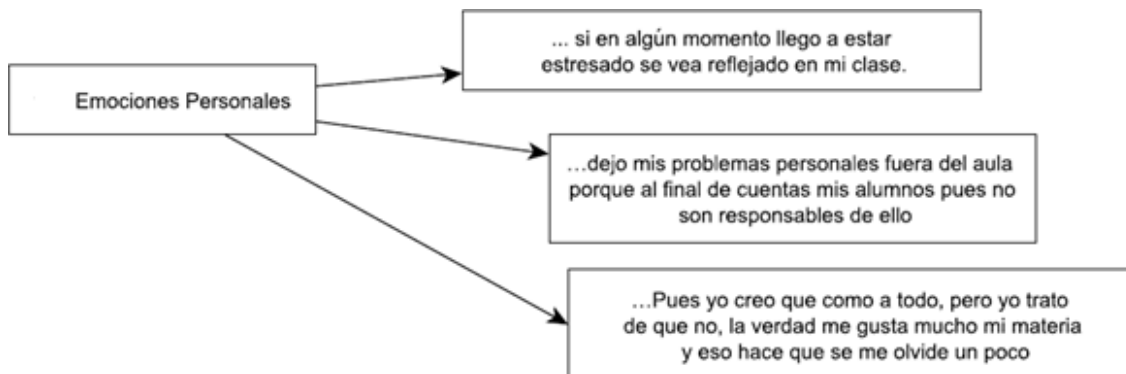 Emociones Personales
... si en algún momento llego a estar
estresado se vea reflejado en mi clase.
…dejo mis problemas personales fuera del aula
porque al final de cuentas mis alumnos pues no
son responsables de ello
…Pues yo creo que como a todo, pero yo trato
de que no, la verdad me gusta mucho mi materia
y eso hace que se me olvide un poco